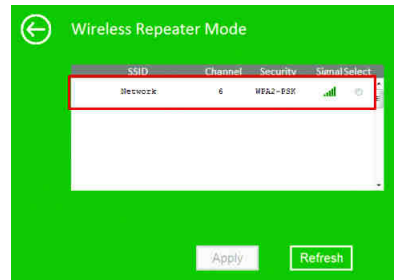 Wireless Repeater Mode
SSID Channel Security Signal Select
Network 6 WPA2-PSK
Apply Refresh